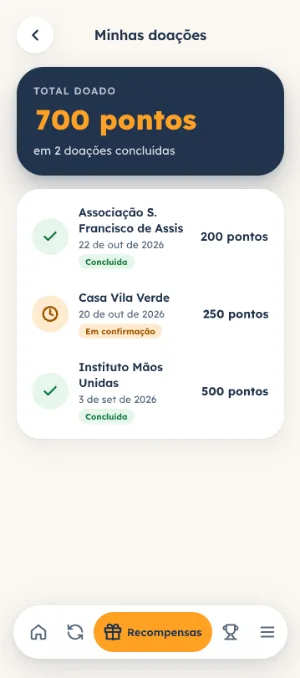 Minhas doações
TOTAL DOADO
700 pontos
em 2 doações concluídas
Associação S.
Francisco de Assis
22 de out de 2026
Concluída
200 pontos
Casa Vila Verde
20 de out de 2026
Em confirmação
250 pontos
Instituto Mãos
Unidas
3 de set de 2026
Concluída
500 pontos
Recompensas